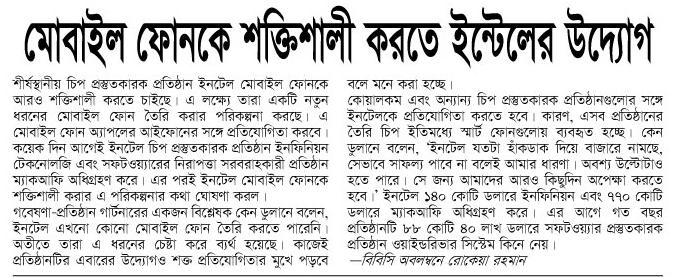 মোবাইল ফোনকে শক্তিশালী করতে ইন্টেলের উদ্যোগ
শীর্ষস্থানীয় চিপ প্রস্তুতকারক প্রতিষ্ঠান ইনটেল মোবাইল ফোনকে
আরও শক্তিশালী করতে চাইছে। এ লক্ষ্যে তারা একটি নতুন
ধরনের মোবাইল ফোন তৈরি করার পরিকল্পনা করছে। এ
মোবাইল ফোন অ্যাপলের আইফোনের সঙ্গে প্রতিযোগিতা করবে।
কয়েক দিন আগেই ইনটেল চিপ প্রস্তুতকারক প্রতিষ্ঠান ইনফিনিয়ন
টেকনোলজি এবং সফটওয়্যারের নিরাপত্তা সরবরাহকারী প্রতিষ্ঠান
ম্যাকআফি অধিগ্রহণ করে। এর পরই ইনটেল মোবাইল ফোনকে
শক্তিশালী করার এ পরিকল্পনার কথা ঘোষণা করল।
গবেষণা-প্রতিষ্ঠান গার্টনারের একজন বিশ্লেষক কেন ডুলানে বলেন,
ইনটেল এখনো কোনো মোবাইল ফোন তৈরি করতে পারেনি।
অতীতে তারা এ ধরনের চেষ্টা করে ব্যর্থ হয়েছে। কাজেই
প্রতিষ্ঠানটির এবারের উদ্যোগও শক্ত প্রতিযোগিতার মুখে পড়বে
বলে মনে করা হচ্ছে।
কোয়ালকম এবং অন্যান্য চিপ প্রস্তুতকারক প্রতিষ্ঠানগুলোর সঙ্গে
ইনটেলকে প্রতিযোগিতা করতে হবে। কারণ, এসব প্রতিষ্ঠানের
তৈরি চিপ ইতিমধ্যে স্মার্ট ফোনগুলোয় ব্যবহৃত হচ্ছে। কেন
ডুলানে বলেন, ‘ইনটেল যতটা হাঁকডাক দিয়ে বাজারে নামছে,
সেভাবে সাফল্য পাবে না বলেই আমার ধারণা। অবশ্য উল্টোটাও
হতে পারে। সে জন্য আমাদের আরও কিছুদিন অপেক্ষা করতে
হবে।’ ইনটেল ১৪০ কোটি ডলারে ইনফিনিয়ন এবং ৭৭০ কোটি
ডলারে ম্যাকআফি অধিগ্রহণ করে। এর আগে গত বছর
প্রতিষ্ঠানটি ৮৮ কোটি ৪০ লাখ ডলারে সফটওয়্যার প্রস্তুতকারক
প্রতিষ্ঠান ওয়াইন্ডরিভার সিস্টেম কিনে নেয়।
—বিবিসি অবলম্বনে রোকেয়া রহমান